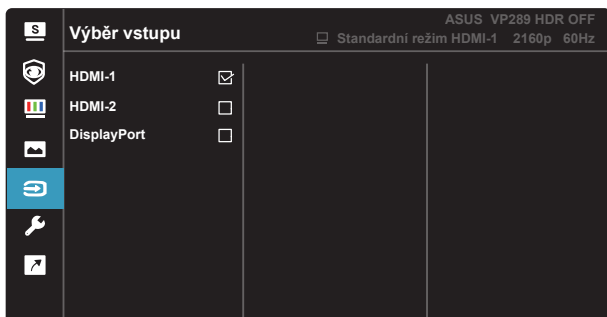 S
Výběr vstupu
ASUS VP289 HDR OFF
Standardní režim HDMI-1 2160p 60Hz
HDMI-1
HDMI-2
DisplayPort